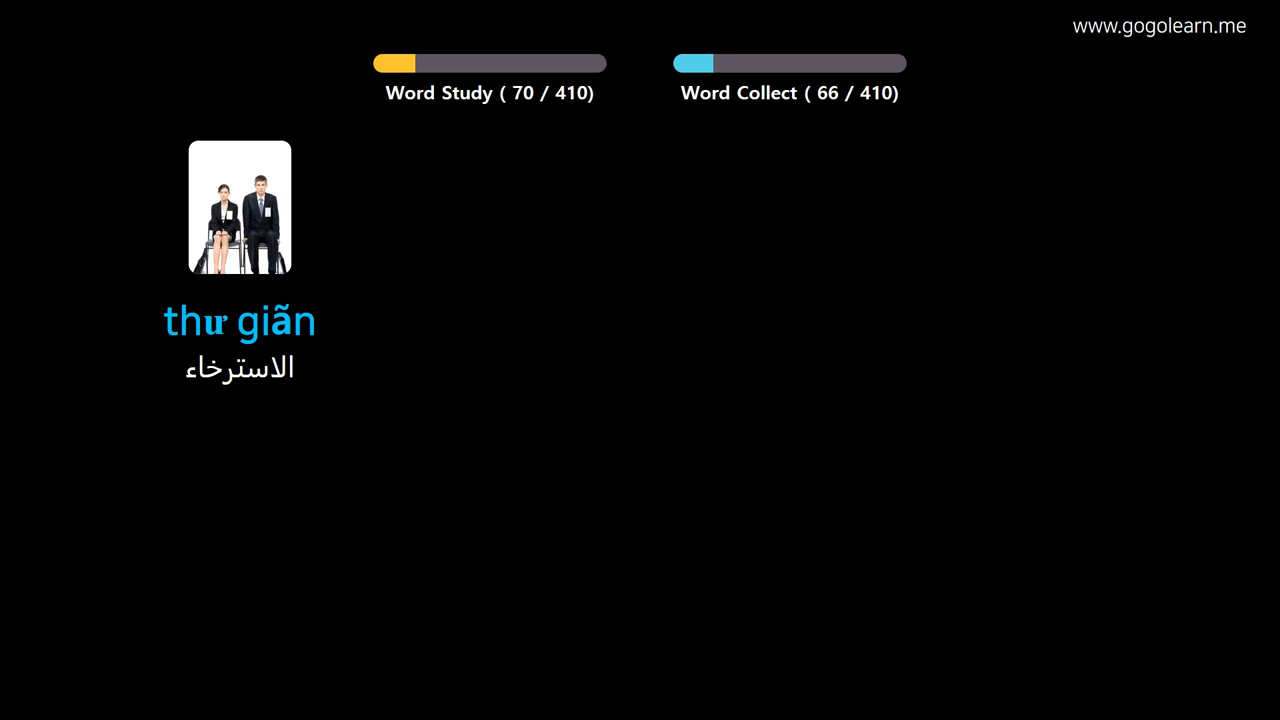 www.gogolearn.me
Word Study ( 70 / 410)
Word Collect ( 66 / 410)
thư giãn
الاسترخاء